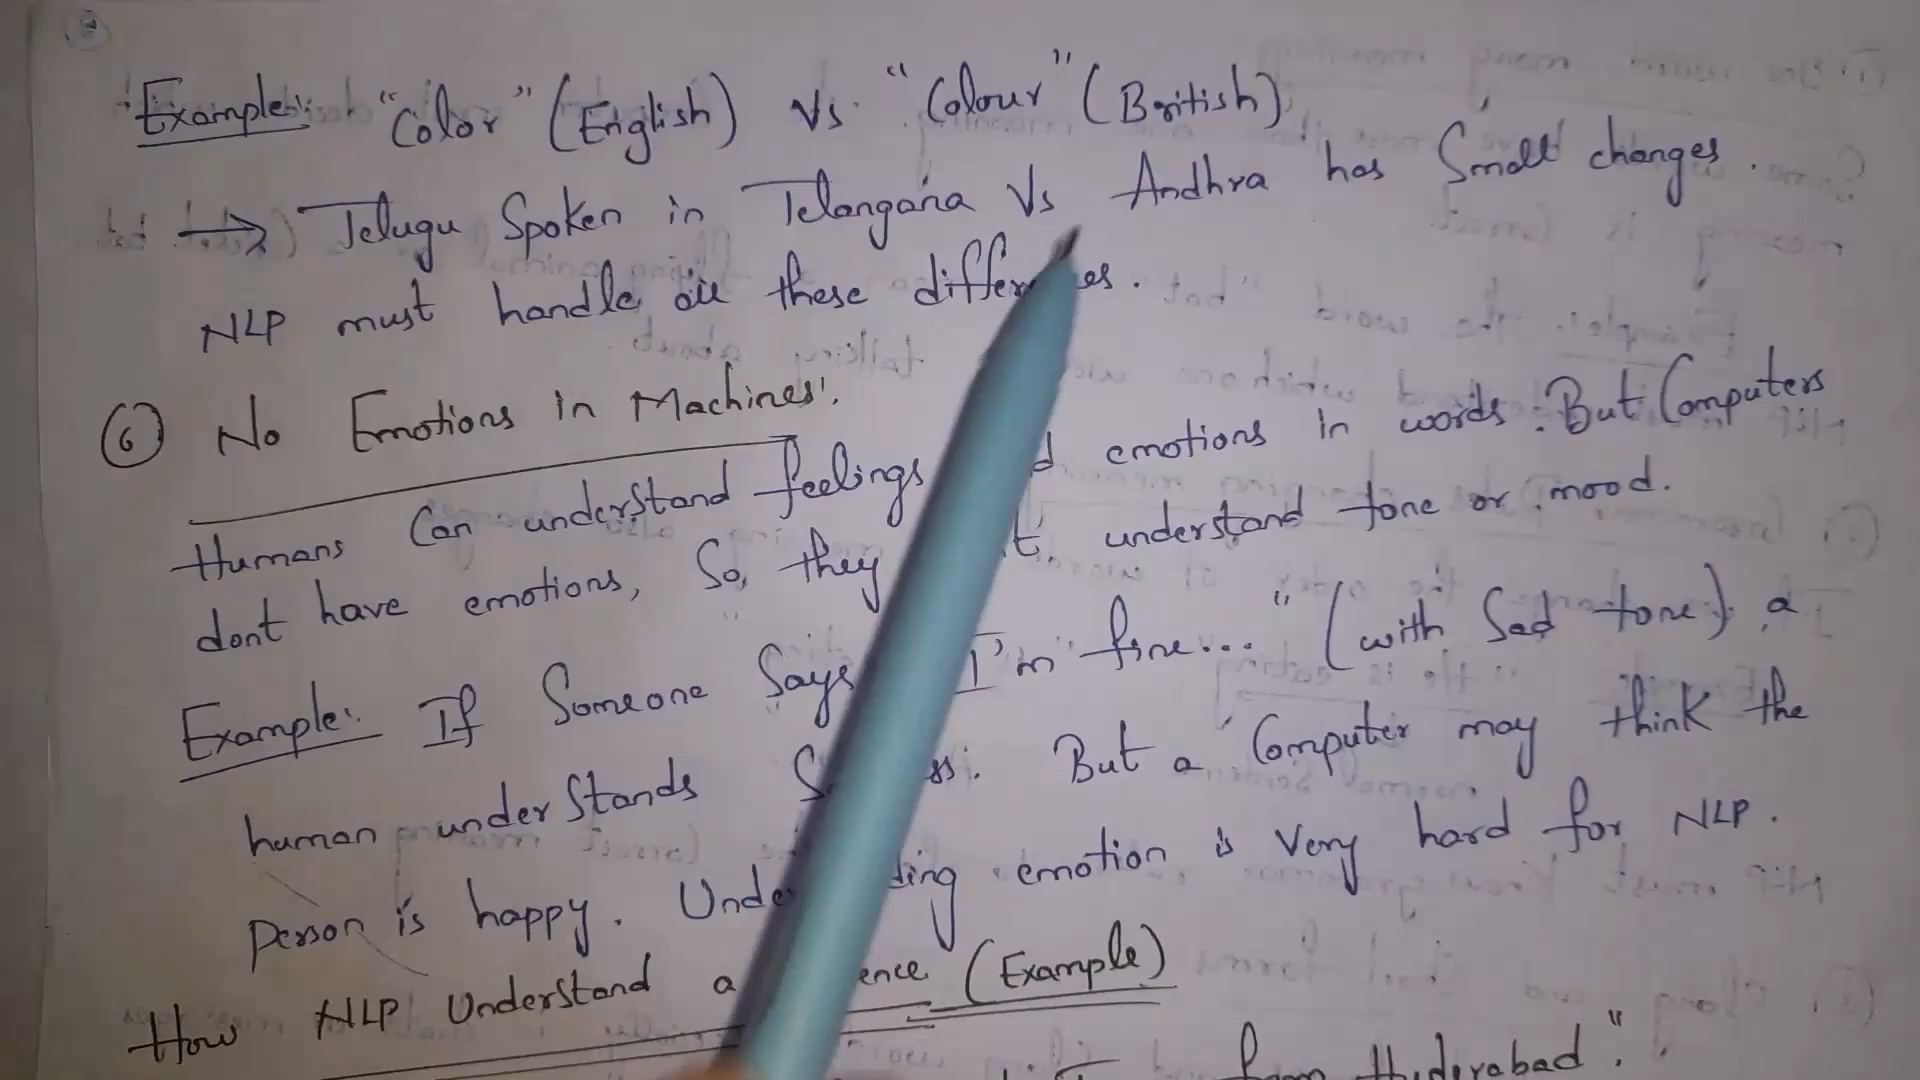 Example: "Color" (English) Vs "Colour" (British)
→ Telugu Spoken in Telangana Vs Andhra has Small changes.
NLP must handle all these
6 No Emotions in Machines:
Humans Can understand feelings emotions in words. But Computers
dont have emotions, So, they understand tone or mood.
Example: If Someone Says I'm fine..." (with Sad tone), a
human understands But a Computer may think the
person is happy. emotion is Very hard for NLP.
How NLP Understand a (Example)
from Hyderabad."